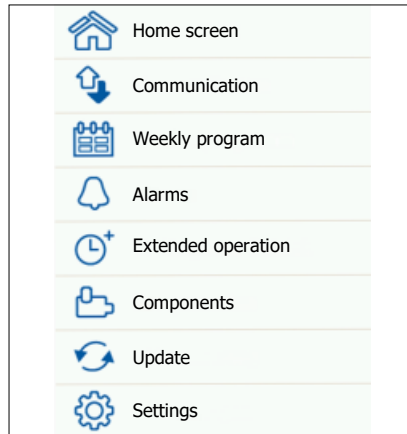 Home screen
Communication
Weekly program
Alarms
Extended operation
Components
Update
Settings